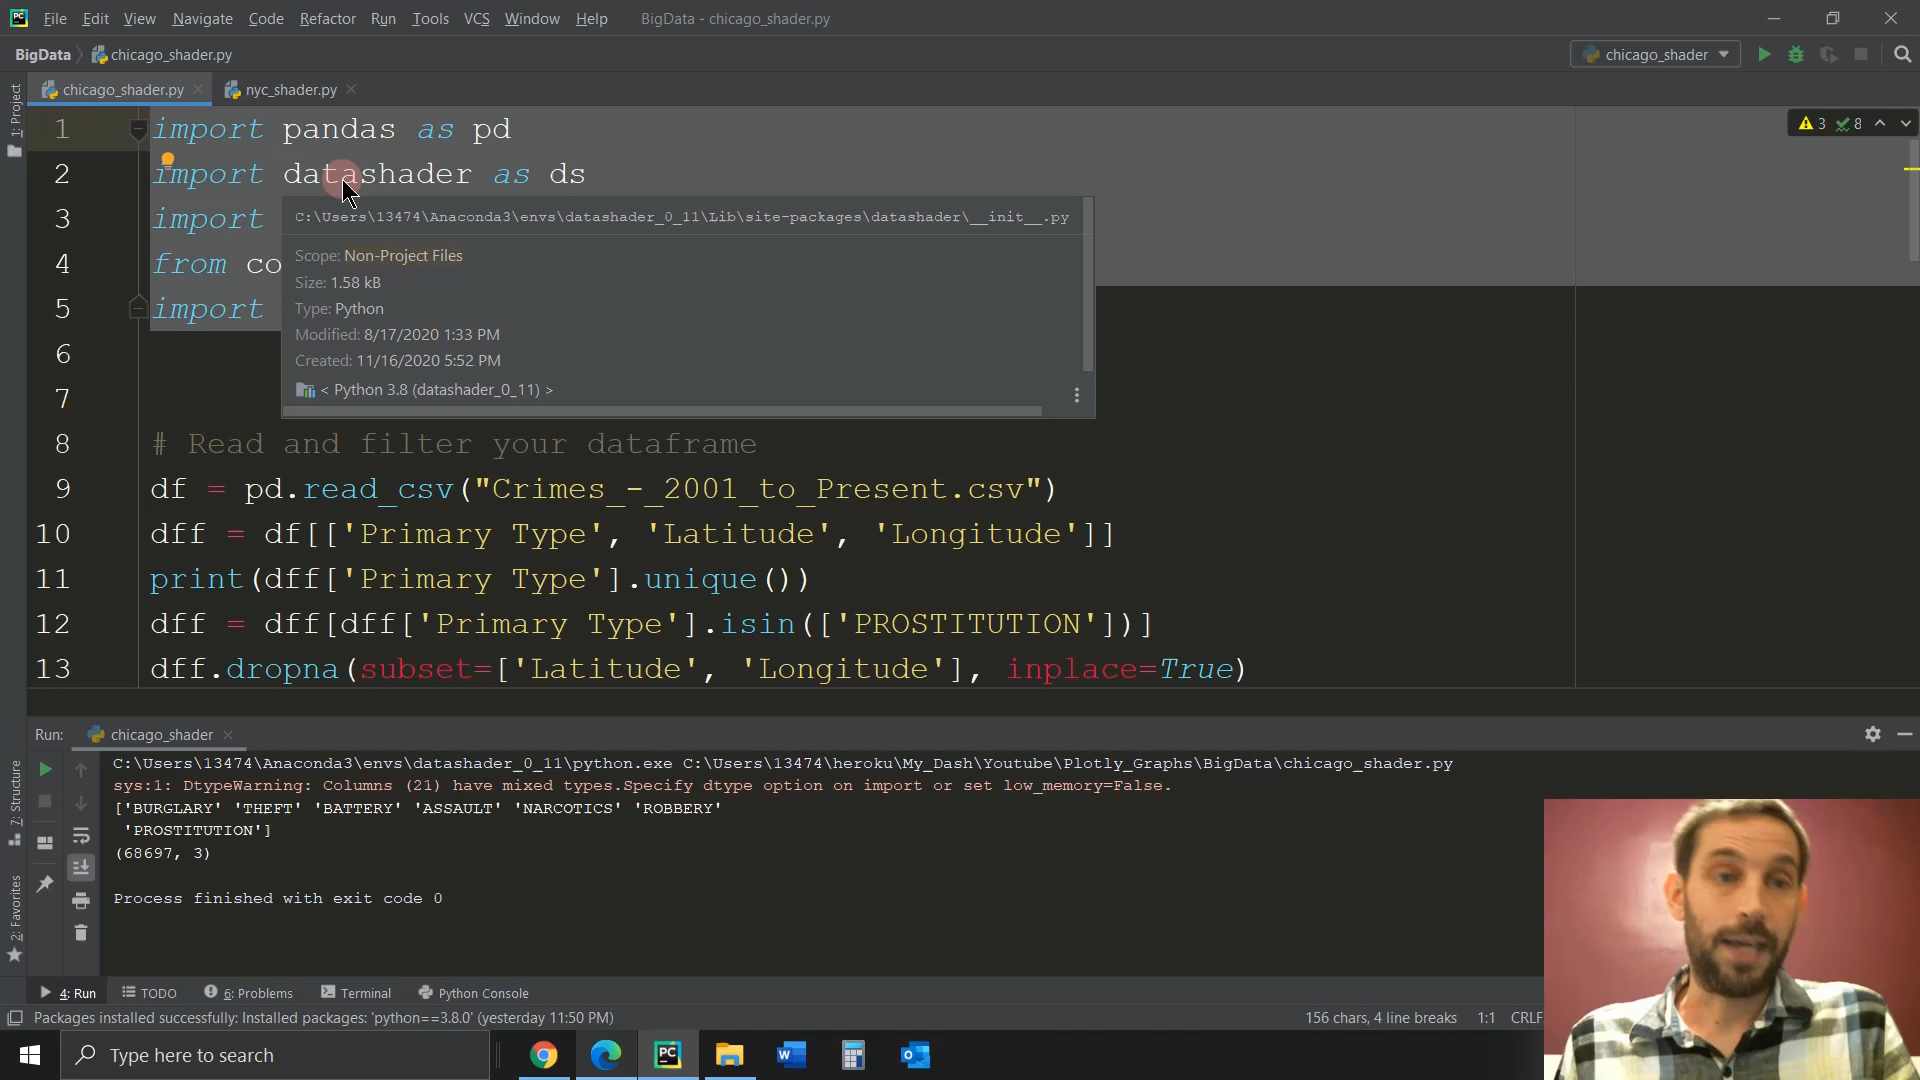 File Edit View Navigate Code Refactor Run Tools VCS Window Help BigData - chicago_shader.py
BigData chicago_shader.py chicago_shader
chicago_shader.py nyc_shader.py
1: Project
1 import pandas as pd
2 import datashader as ds
3 import
4 from co
5 import
6
7
8 # Read and filter your dataframe
9 df = pd.read_csv("Crimes_-_2001_to_Present.csv")
10 dff = df[['Primary Type', 'Latitude', 'Longitude']]
11 print(dff['Primary Type'].unique())
12 dff = dff[dff['Primary Type'].isin(['PROSTITUTION'])]
13 dff.dropna(subset=['Latitude', 'Longitude'], inplace=True)
3 8
C:\Users\13474\Anaconda3\envs\datashader_0_11\Lib\site-packages\datashader\__init__.py
Scope: Non-Project Files
Size: 1.58 kB
Type: Python
Modified: 8/17/2020 1:33 PM
Created: 11/16/2020 5:52 PM
< Python 3.8 (datashader_0_11) >
Run: chicago_shader
C:\Users\13474\Anaconda3\envs\datashader_0_11\python.exe C:\Users\13474\heroku\My_Dash\Youtube\Plotly_Graphs\BigData\chicago_shader.py
sys:1: DtypeWarning: Columns (21) have mixed types.Specify dtype option on import or set low_memory=False.
['BURGLARY' 'THEFT' 'BATTERY' 'ASSAULT' 'NARCOTICS' 'ROBBERY'
'PROSTITUTION']
(68697, 3)
Process finished with exit code 0
7: Structure
2: Favorites
4: Run TODO 6: Problems Terminal Python Console
Packages installed successfully: Installed packages: 'python==3.8.0' (yesterday 11:50 PM) 156 chars, 4 line breaks 1:1 CRLF
Type here to search